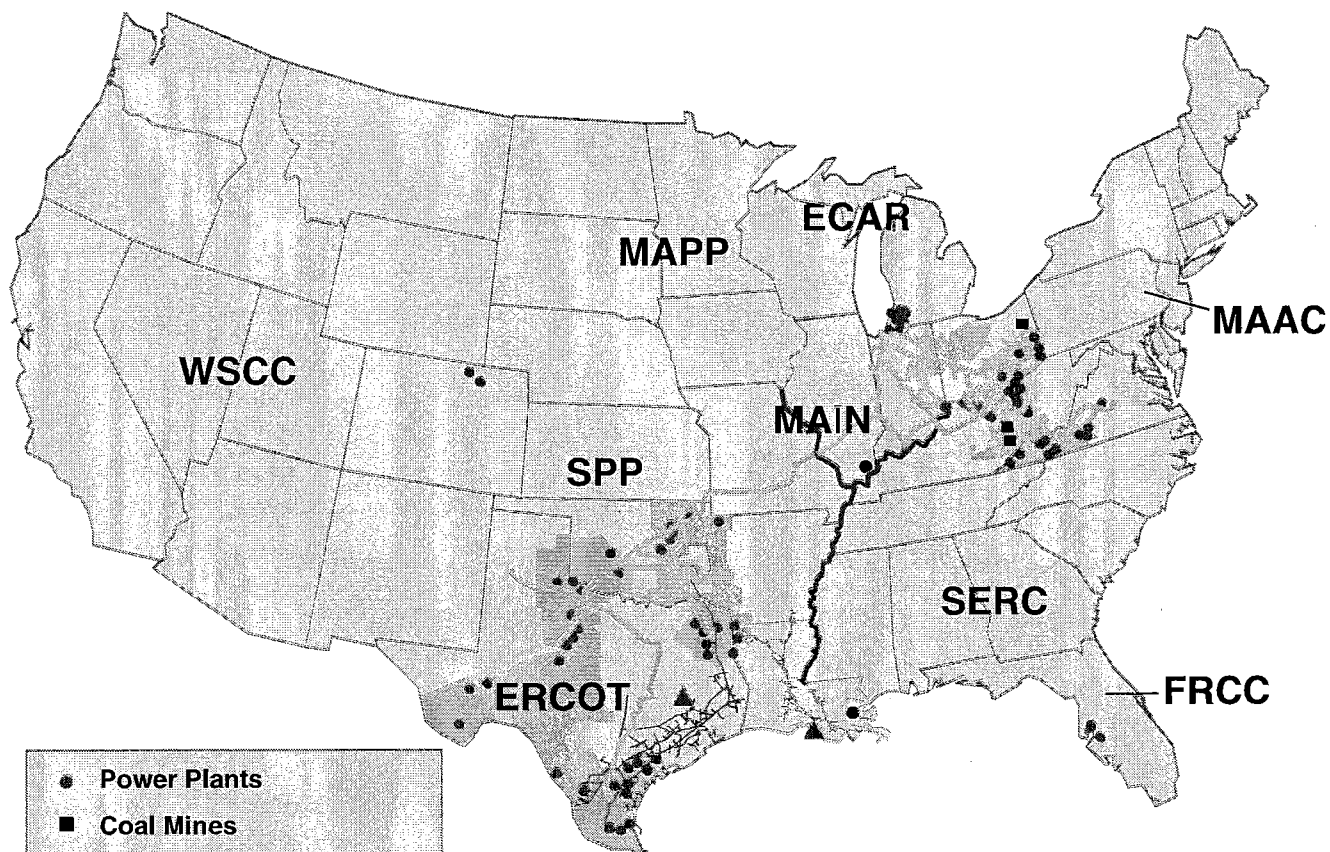 ECAR
MAPP
MAAC
WSCC
MAIN
SPP
SERC
ERCOT
FRCC
Power Plants
Coal Mines